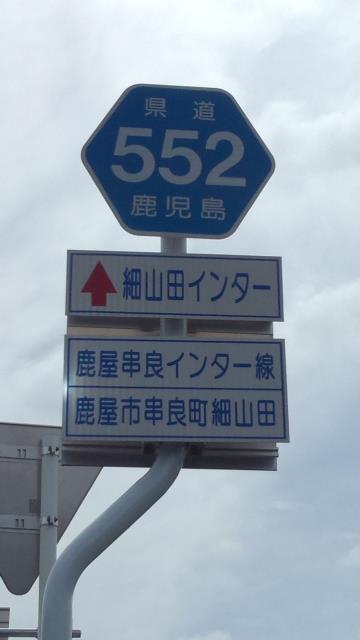 県道
552
鹿児島
細山田インター
鹿屋串良インター線
鹿屋市串良町細山田